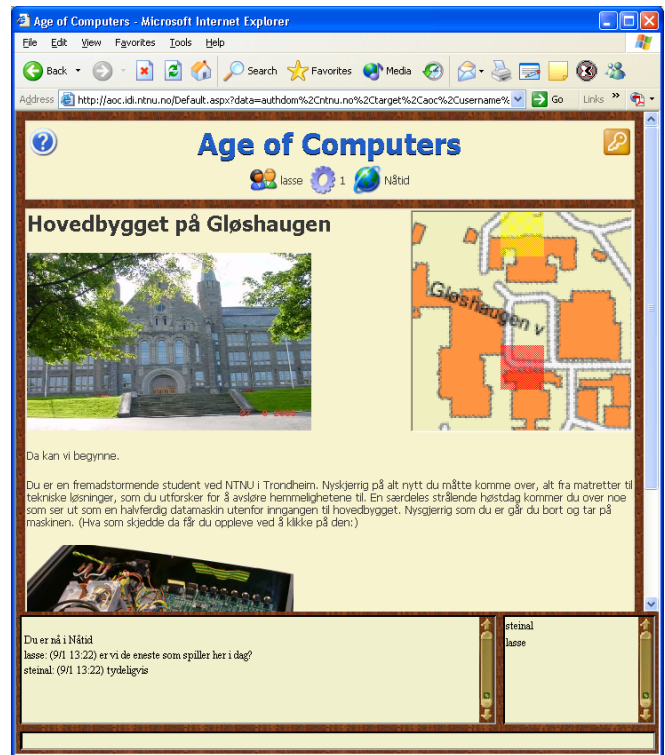 Age of Computers - Microsoft Internet Explorer
File Edit View Favorites Tools Help
Back Search Favorites Media
Address http://aoc.idi.ntnu.no/Default.aspx?data=authdom%2Cntnu.no%2Ctarget%2Caoc%2Cusername% Go Links »
Age of Computers
lasse 1 Nåtid
Hovedbygget på Gløshaugen
Gløshaugen v
Da kan vi begynne.
Du er en fremadstormende student ved NTNU i Trondheim. Nyskjerrig på alt nytt du måtte komme over, alt fra matretter til
tekniske løsninger, som du utforsker for å avsløre hemmelighetene til. En særdeles strålende høstdag kommer du over noe
som ser ut som en halvferdig datamaskin utenfor inngangen til hovedbygget. Nysgjerrig som du er går du bort og tar på
maskinen. (Hva som skjedde da får du oppleve ved å klikke på den:)
Du er nå i Nåtid
lasse: (9/1 13:22) er vi de eneste som spiller her i dag?
steinal: (9/1 13:22) tydeligvis
steinal
lasse